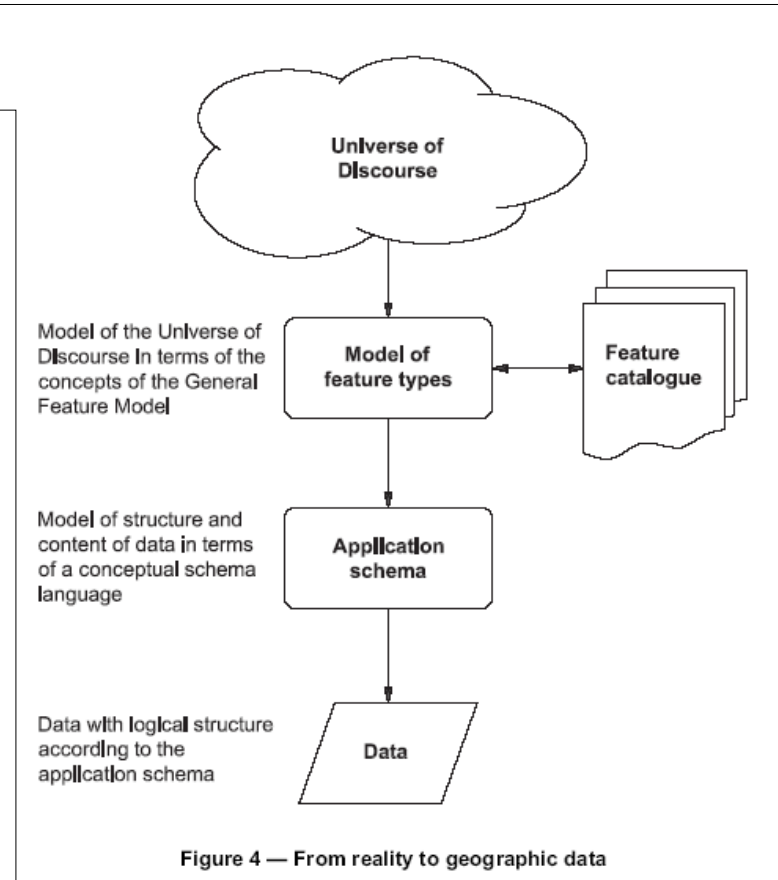 Universe of
Discourse
Model of the Universe of
Discourse in terms of the
concepts of the General
Feature Model
Model of
feature types
Feature
catalogue
Model of structure and
content of data in terms
of a conceptual schema
language
Application
schema
Data with logical structure
according to the
application schema
Data
Figure 4 — From reality to geographic data